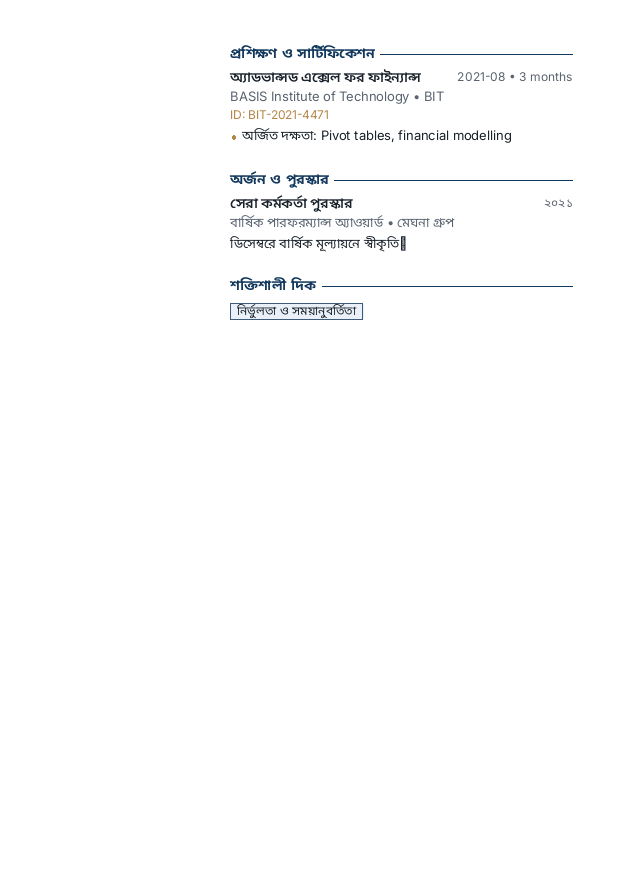 প্রশিক্ষণ ও সার্টিফিকেশন
অ্যাডভান্সড এক্সেল ফর ফাইন্যান্স 2021-08 • 3 months
BASIS Institute of Technology • BIT
ID: BIT-2021-4471
• অর্জিত দক্ষতা: Pivot tables, financial modelling
অর্জন ও পুরস্কার
সেরা কর্মকর্তা পুরস্কার ২০২১
বার্ষিক পারফরম্যান্স অ্যাওয়ার্ড • মেঘনা গ্রুপ
ডিসেম্বরে বার্ষিক মূল্যায়নে স্বীকৃতি
শক্তিশালী দিক
নির্ভুলতা ও সময়ানুবর্তিতা